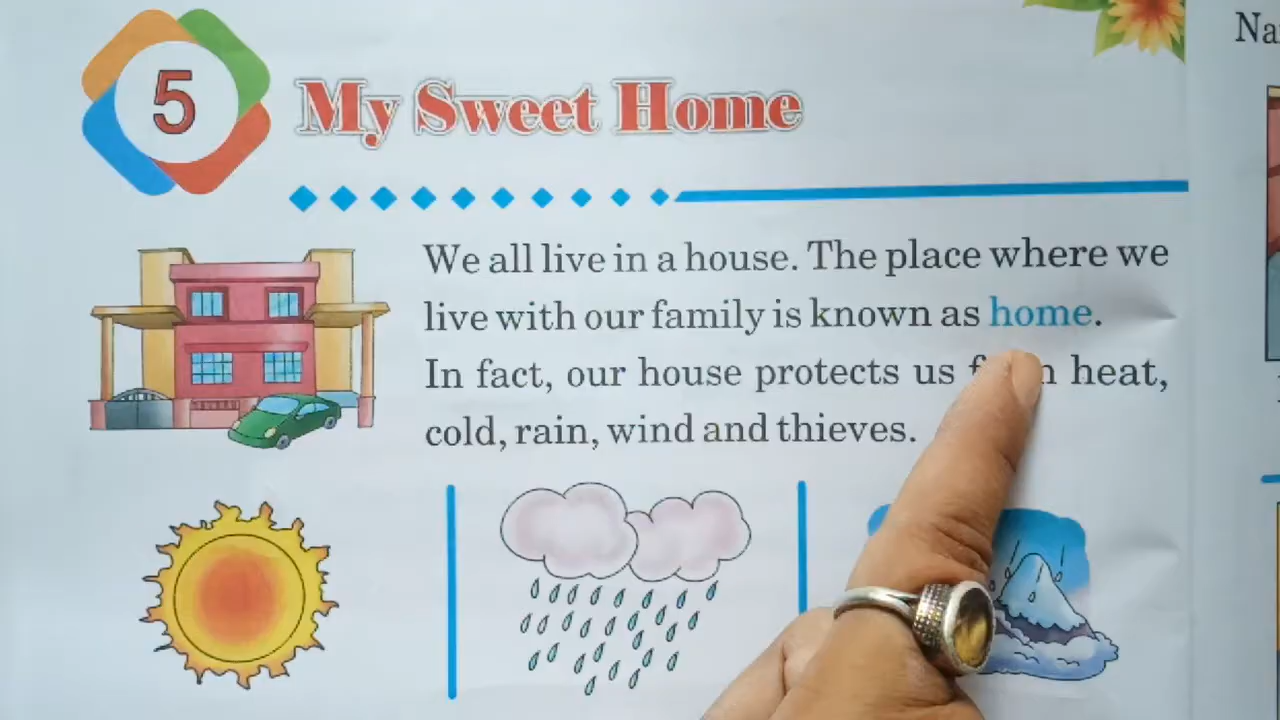 5
My Sweet Home
Na
We all live in a house. The place where we
live with our family is known as home.
In fact, our house protects us heat,
cold, rain, wind and thieves.